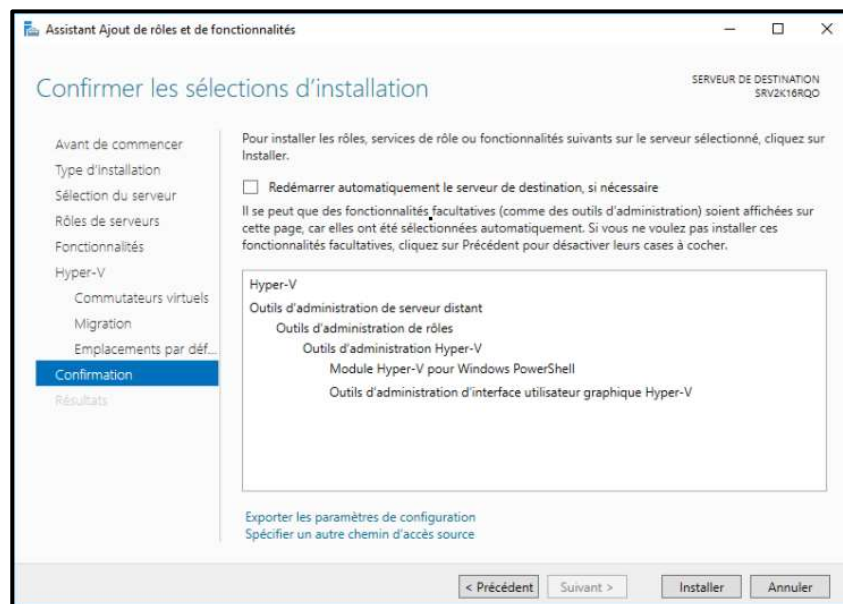 Assistant Ajout de rôles et de fonctionnalités
Confirmer les sélections d'installation
SERVEUR DE DESTINATION
SRV2K16RQO
Avant de commencer
Type d'installation
Sélection du serveur
Rôles de serveurs
Fonctionnalités
Hyper-V
Commutateurs virtuels
Migration
Emplacements par déf...
Confirmation
Résultats
Pour installer les rôles, services de rôle ou fonctionnalités suivants sur le serveur sélectionné, cliquez sur
Installer.
Redémarrer automatiquement le serveur de destination, si nécessaire
Il se peut que des fonctionnalités facultatives (comme des outils d'administration) soient affichées sur
cette page, car elles ont été sélectionnées automatiquement. Si vous ne voulez pas installer ces
fonctionnalités facultatives, cliquez sur Précédent pour désactiver leurs cases à cocher.
Hyper-V
Outils d'administration de serveur distant
Outils d'administration de rôles
Outils d'administration Hyper-V
Module Hyper-V pour Windows PowerShell
Outils d'administration d'interface utilisateur graphique Hyper-V
Exporter les paramètres de configuration
Spécifier un autre chemin d'accès source
< Précédent Suivant > Installer Annuler